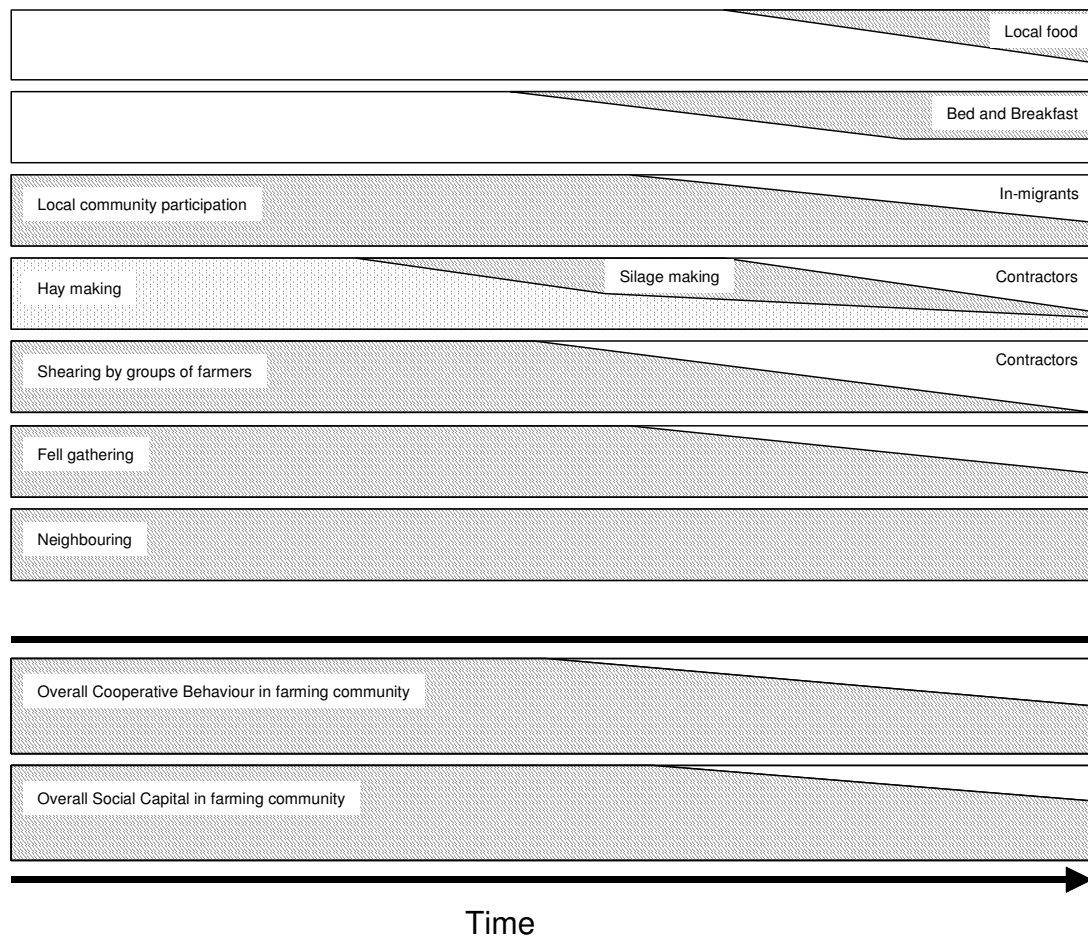 Local food
Bed and Breakfast
In-migrants
Local community participation
Silage making
Contractors
Hay making
Contractors
Shearing by groups of farmers
Fell gathering
Neighbouring
Overall Cooperative Behaviour in farming community
Overall Social Capital in farming community
Time